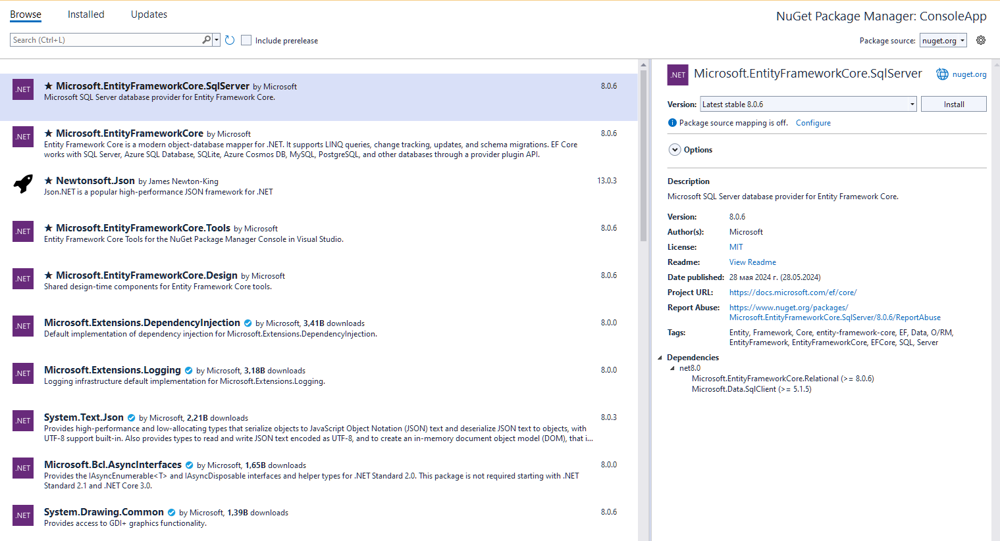 Browse Installed Updates
NuGet Package Manager: ConsoleApp
Search (Ctrl+L)
Include prerelease
Package source: nuget.org
.NET
★ Microsoft.EntityFrameworkCore.SqlServer by Microsoft 8.0.6
Microsoft SQL Server database provider for Entity Framework Core.
.NET
★ Microsoft.EntityFrameworkCore by Microsoft 8.0.6
Entity Framework Core is a modern object-database mapper for .NET. It supports LINQ queries, change tracking, updates, and schema migrations. EF Core
works with SQL Server, Azure SQL Database, SQLite, Azure Cosmos DB, MySQL, PostgreSQL, and other databases through a provider plugin API.
★ Newtonsoft.Json by James Newton-King 13.0.3
Json.NET is a popular high-performance JSON framework for .NET
.NET
★ Microsoft.EntityFrameworkCore.Tools by Microsoft 8.0.6
Entity Framework Core Tools for the NuGet Package Manager Console in Visual Studio.
.NET
★ Microsoft.EntityFrameworkCore.Design by Microsoft 8.0.6
Shared design-time components for Entity Framework Core tools.
.NET
Microsoft.Extensions.DependencyInjection by Microsoft, 3,41B downloads 8.0.0
Default implementation of dependency injection for Microsoft.Extensions.DependencyInjection.
.NET
Microsoft.Extensions.Logging by Microsoft, 3,18B downloads 8.0.0
Logging infrastructure default implementation for Microsoft.Extensions.Logging.
.NET
System.Text.Json by Microsoft, 2,21B downloads 8.0.3
Provides high-performance and low-allocating types that serialize objects to JavaScript Object Notation (JSON) text and deserialize JSON text to objects, with
UTF-8 support built-in. Also provides types to read and write JSON text encoded as UTF-8, and to create an in-memory document object model (DOM), that i...
.NET
Microsoft.Bcl.AsyncInterfaces by Microsoft, 1,65B downloads 8.0.0
Provides the IAsyncEnumerable<T> and IAsyncDisposable interfaces and helper types for .NET Standard 2.0. This package is not required starting with .NET
Standard 2.1 and .NET Core 3.0.
.NET
System.Drawing.Common by Microsoft, 1,39B downloads 8.0.6
Provides access to GDI+ graphics functionality.
.NET
Microsoft.EntityFrameworkCore.SqlServer nuget.org
Version: Latest stable 8.0.6 Install
Package source mapping is off. Configure
Options
Description
Microsoft SQL Server database provider for Entity Framework Core.
Version: 8.0.6
Author(s): Microsoft
License: MIT
Readme: View Readme
Date published: 28 мая 2024 г. (28.05.2024)
Project URL: https://docs.microsoft.com/ef/core/
Report Abuse: https://www.nuget.org/packages/
Microsoft.EntityFrameworkCore.SqlServer/8.0.6/ReportAbuse
Tags: Entity, Framework, Core, entity-framework-core, EF, Data, O/RM,
EntityFramework, EntityFrameworkCore, EFCore, SQL, Server
Dependencies
net8.0
Microsoft.EntityFrameworkCore.Relational (>= 8.0.6)
Microsoft.Data.SqlClient (>= 5.1.5)